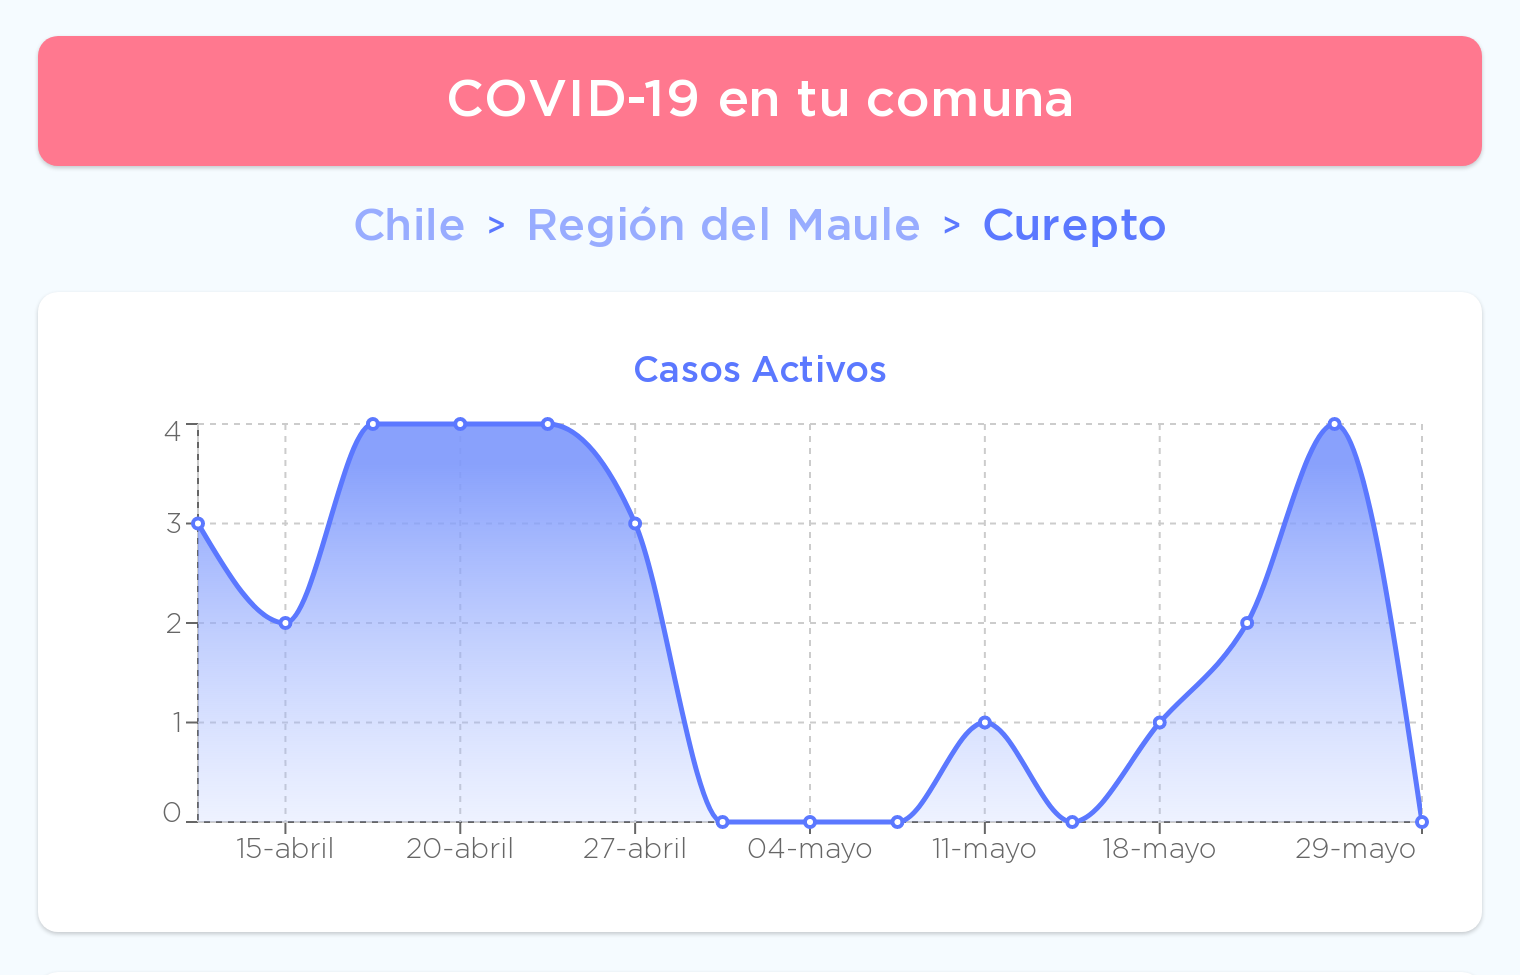 COVID-19 en tu comuna
Chile > Región del Maule > Curepto
Casos Activos
4
3
2
1
0
15-abril 20-abril 27-abril 04-mayo 11-mayo 18-mayo 29-mayo